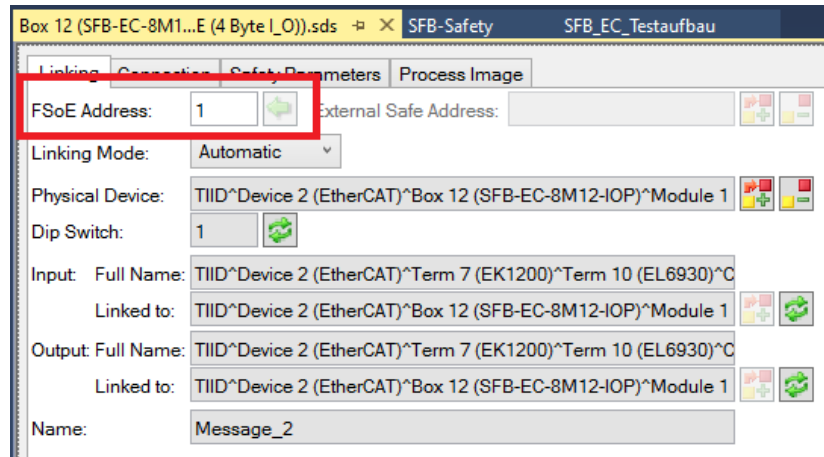 Box 12 (SFB-EC-8M1...E (4 Byte I_O)).sds SFB-Safety SFB_EC_Testaufbau
Linking Connection Safety Parameters Process Image
FSoE Address: 1 External Safe Address:
Linking Mode: Automatic
Physical Device: TIID^Device 2 (EtherCAT)^Box 12 (SFB-EC-8M12-IOP)^Module 1
Dip Switch: 1
Input: Full Name: TIID^Device 2 (EtherCAT)^Term 7 (EK1200)^Term 10 (EL6930)^C
Linked to: TIID^Device 2 (EtherCAT)^Box 12 (SFB-EC-8M12-IOP)^Module 1
Output: Full Name: TIID^Device 2 (EtherCAT)^Term 7 (EK1200)^Term 10 (EL6930)^C
Linked to: TIID^Device 2 (EtherCAT)^Box 12 (SFB-EC-8M12-IOP)^Module 1
Name: Message_2